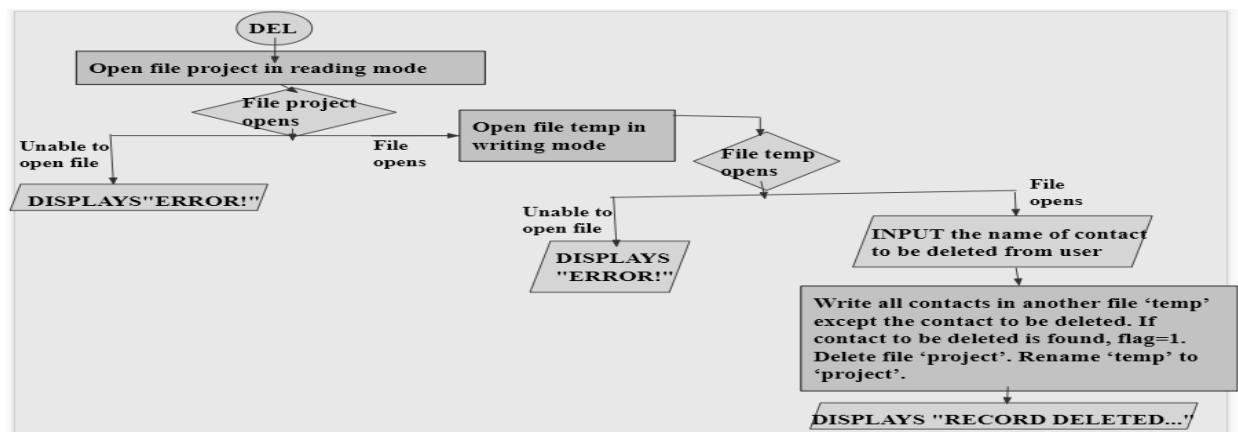 DEL
Open file project in reading mode
File project
opens
Unable to
open file
File
opens
DISPLAYS"ERROR!"
Open file temp in
writing mode
File temp
opens
Unable to
open file
File
opens
DISPLAYS
"ERROR!"
INPUT the name of contact
to be deleted from user
Write all contacts in another file ‘temp’
except the contact to be deleted. If
contact to be deleted is found, flag=1.
Delete file ‘project’. Rename ‘temp’ to
‘project’.
DISPLAYS "RECORD DELETED..."